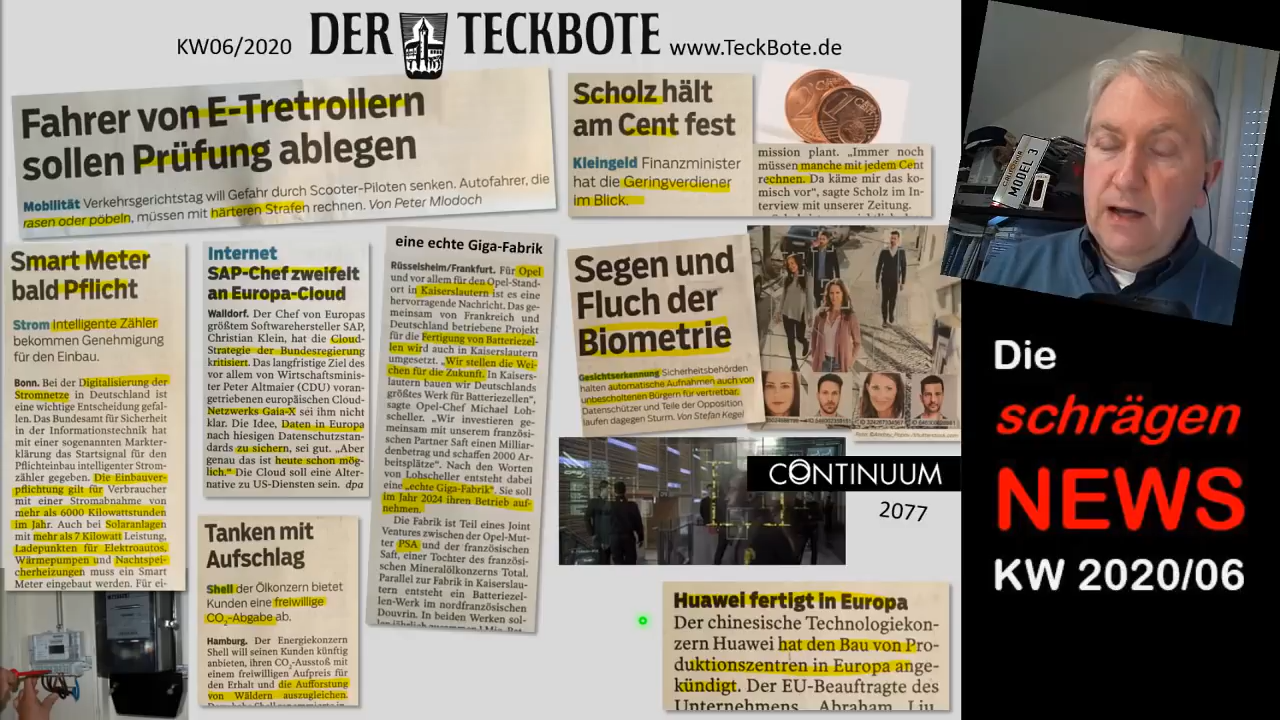 KW06/2020 DER TECKBOTE www.TeckBote.de
Fahrer von E-Tretrollern
sollen Prüfung ablegen
Mobilität Verkehrsgerichtstag will Gefahr durch Scooter-Piloten senken. Autofahrer, die
rasen oder pöbeln, müssen mit härteren Strafen rechnen. Von Peter Mlodoch
Scholz hält
am Cent fest
Kleingeld Finanzminister
hat die Geringverdiener
im Blick.
mission plant. „Immer noch
müssen manche mit jedem Cent
rechnen. Da käme mir das ko-
misch vor“, sagte Scholz im In-
terview mit unserer Zeitung.
Smart Meter
bald Pflicht
Strom Intelligente Zähler
bekommen Genehmigung
für den Einbau.
Bonn. Bei der Digitalisierung der
Stromnetze in Deutschland ist
eine wichtige Entscheidung gefal-
len. Das Bundesamt für Sicherheit
in der Informationstechnik hat
mit einer sogenannten Markter-
klärung das Startsignal für den
Pflichteinbau intelligenter Strom-
zähler gegeben. Die Einbauver-
pflichtung gilt für Verbraucher
mit einer Stromabnahme von
mehr als 6000 Kilowattstunden
im Jahr. Auch bei Solaranlagen
mit mehr als 7 Kilowatt Leistung,
Ladepunkten für Elektroautos,
Wärmepumpen und Nachtspei-
cherheizungen muss ein Smart
Meter eingebaut werden. Für ei-
Internet
SAP-Chef zweifelt
an Europa-Cloud
Walldorf. Der Chef von Europas
größtem Softwarehersteller SAP,
Christian Klein, hat die Cloud-
Strategie der Bundesregierung
kritisiert. Das langfristige Ziel des
vor allem von Wirtschaftsminis-
ter Peter Altmaier (CDU) voran-
getriebenen europäischen Cloud-
Netzwerks Gaia-X sei ihm nicht
klar. Die Idee, Daten in Europa
nach hiesigen Datenschutzstan-
dards zu sichern, sei gut. „Aber
genau das ist heute schon mög-
lich.“ Die Cloud soll eine Alter-
native zu US-Diensten sein. dpa
Tanken mit
Aufschlag
Shell der Ölkonzern bietet
Kunden eine freiwillige
CO₂-Abgabe ab.
Hamburg. Der Energiekonzern
Shell will seinen Kunden künftig
anbieten, ihren CO₂-Ausstoß mit
einem freiwilligen Aufpreis für
den Erhalt und die Aufforstung
von Wäldern auszugleichen.
eine echte Giga-Fabrik
Rüsselsheim/Frankfurt. Für Opel
und vor allem für den Opel-Stand-
ort in Kaiserslautern ist es eine
hervorragende Nachricht. Das ge-
meinsam von Frankreich und
Deutschland betriebene Projekt
für die Fertigung von Batteriezel-
len wird auch in Kaiserslautern
umgesetzt. „Wir stellen die Wei-
chen für die Zukunft. In Kaisers-
lautern bauen wir Deutschlands
größtes Werk für Batteriezellen“,
sagte Opel-Chef Michael Loh-
scheller. „Wir investieren ge-
meinsam mit unserem französi-
schen Partner Saft einen Milliar-
denbetrag und schaffen 2000 Ar-
beitsplätze“. Nach den Worten
von Lohscheller entsteht dabei
eine „echte Giga-Fabrik“. Sie soll
im Jahr 2024 ihren Betrieb auf-
nehmen.
Die Fabrik ist Teil eines Joint
Ventures zwischen der Opel-Mut-
ter PSA und der französischen
Saft, einer Tochter des französi-
schen Mineralölkonzerns Total.
Parallel zur Fabrik in Kaiserslau-
tern entsteht ein Batteriezel-
len-Werk im nordfranzösischen
Douvrin. In beiden Werken sol-
Segen und
Fluch der
Biometrie
Gesichtserkennung Sicherheitsbehörden
halten automatische Aufnahmen auch von
unbescholtenen Bürgern für vertretbar.
Datenschützer und Teile der Opposition
laufen dagegen Sturm. Von Stefan Kegel
CONTINUUM
2077
Huawei fertigt in Europa
Der chinesische Technologiekon-
zern Huawei hat den Bau von Pro-
duktionszentren in Europa ange-
kündigt. Der EU-Beauftragte des
Unternehmens, Abraham Liu,
MODEL 3
Die
schrägen
NEWS
KW 2020/06